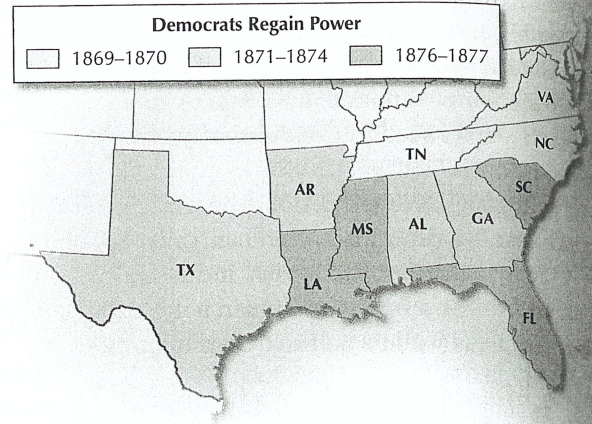 Democrats Regain Power
1869–1870 1871–1874 1876–1877
VA
NC
TN
SC
AR
MS
AL
GA
TX
LA
FL